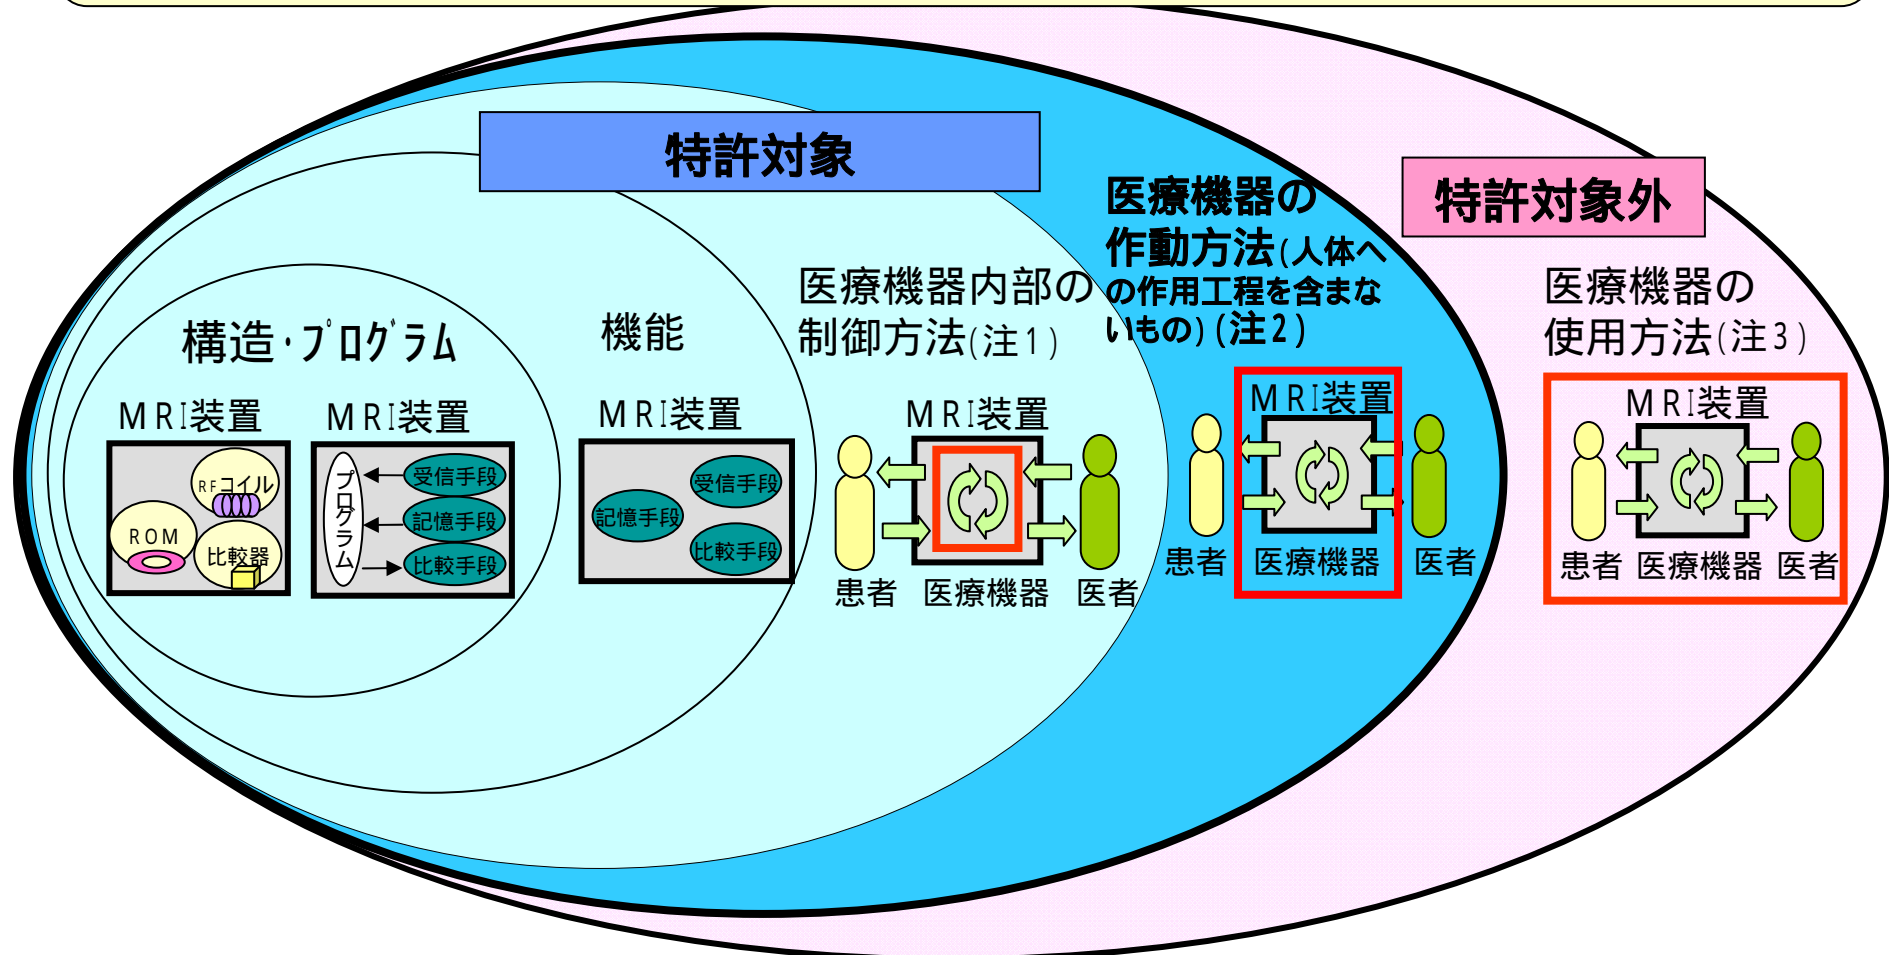 特許対象
特許対象外
構造・プログラム
MRI装置
RFコイル
ROM
比較器
MRI装置
プログラム
受信手段
記憶手段
比較手段
機能
MRI装置
受信手段
記憶手段
比較手段
医療機器内部の
制御方法(注1)
MRI装置
患者
医療機器
医者
医療機器の
作動方法(人体へ
の作用工程を含まな
いもの)(注2)
MRI装置
患者
医療機器
医者
医療機器の
使用方法(注3)
MRI装置
患者
医療機器
医者